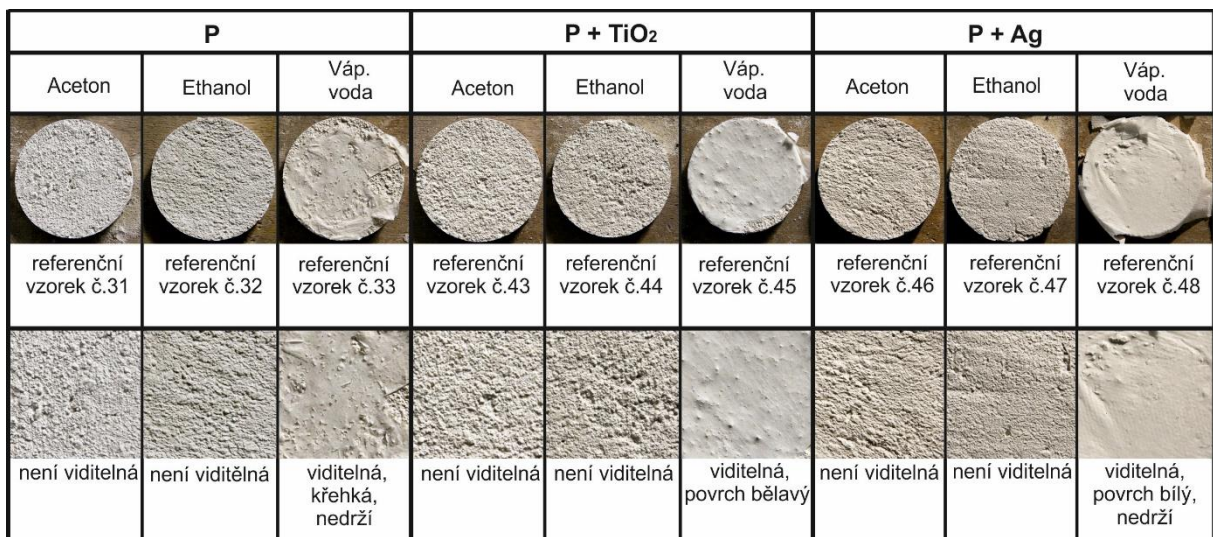 P
P + TiO₂
P + Ag
Aceton
Ethanol
Váp.
voda
Aceton
Ethanol
Váp.
voda
Aceton
Ethanol
Váp.
voda
referenční
vzorek č.31
referenční
vzorek č.32
referenční
vzorek č.33
referenční
vzorek č.43
referenční
vzorek č.44
referenční
vzorek č.45
referenční
vzorek č.46
referenční
vzorek č.47
referenční
vzorek č.48
není viditelná
není viditělná
viditelná,
křehká,
nedrží
není viditelná
není viditelná
viditelná,
povrch bělavý
není viditelná
není viditelná
viditelná,
povrch bílý,
nedrží